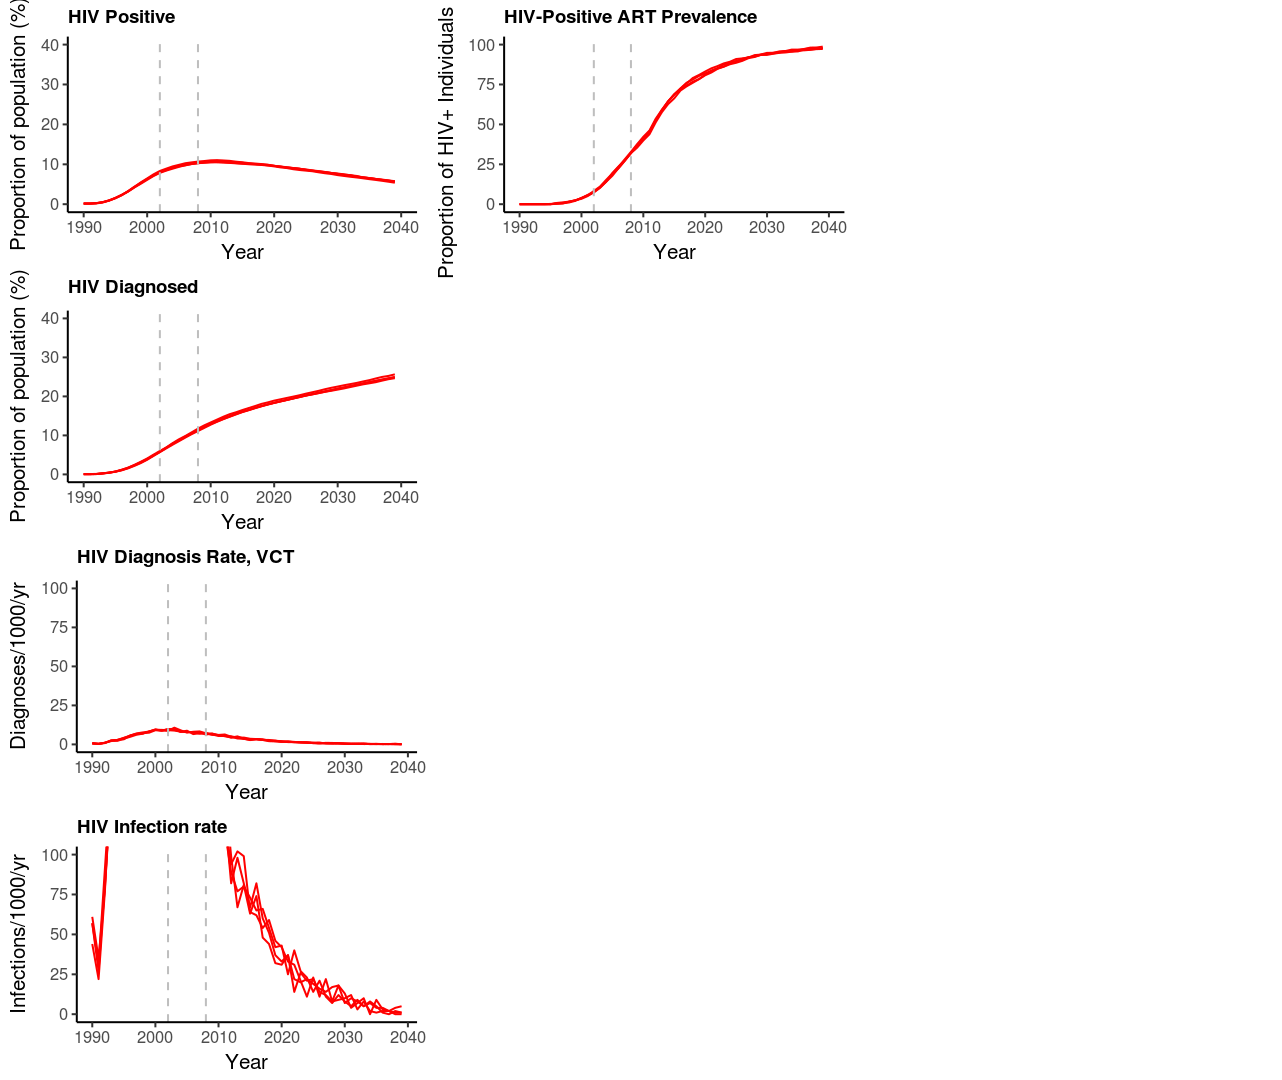 HIV Positive
Proportion of population (%)
40
30
20
10
0
1990 2000 2010 2020 2030 2040
Year
HIV-Positive ART Prevalence
Proportion of HIV+ Individuals
100
75
50
25
0
1990 2000 2010 2020 2030 2040
Year
HIV Diagnosed
Proportion of population (%)
40
30
20
10
0
1990 2000 2010 2020 2030 2040
Year
HIV Diagnosis Rate, VCT
Diagnoses/1000/yr
100
75
50
25
0
1990 2000 2010 2020 2030 2040
Year
HIV Infection rate
Infections/1000/yr
100
75
50
25
0
1990 2000 2010 2020 2030 2040
Year